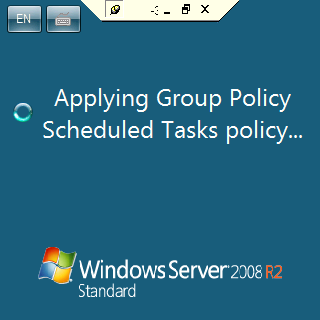 EN
Applying Group Policy
Scheduled Tasks policy...
Windows Server 2008 R2
Standard